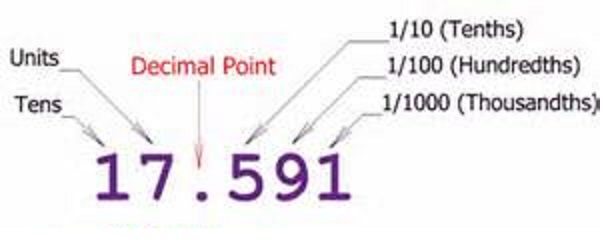 1/10 (Tenths)
Units
Decimal Point
1/100 (Hundredths)
Tens
1/1000 (Thousandths)
17.591